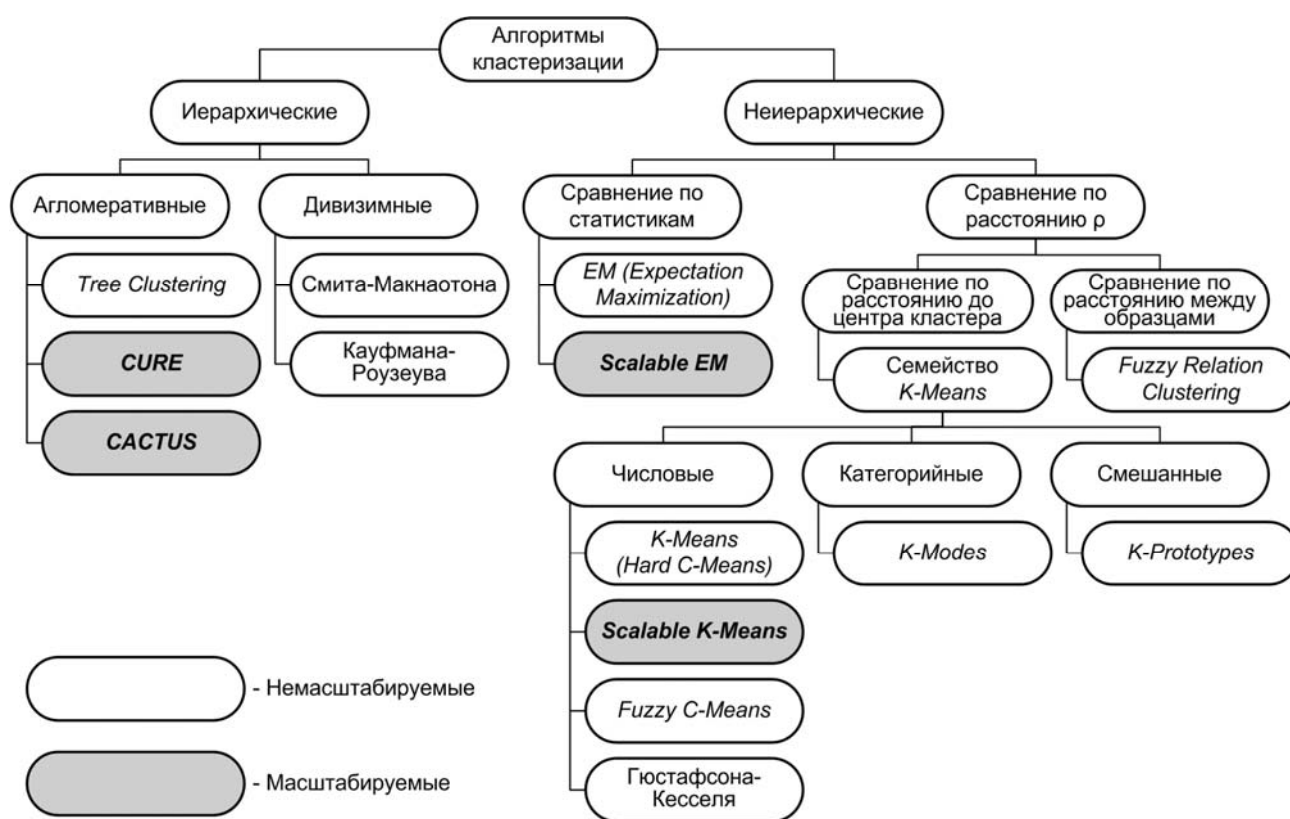 Алгоритмы
кластеризации
Иерархические
Неиерархические
Агломеративные
Дивизимные
Сравнение по
статистикам
Сравнение по
расстоянию ρ
Tree Clustering
Смита-Макнаотона
EM (Expectation
Maximization)
Сравнение по
расстоянию до
центра кластера
Сравнение по
расстоянию между
образцами
CURE
Кауфмана-
Роузеува
Scalable EM
Семейство
K-Means
Fuzzy Relation
Clustering
CACTUS
Числовые
Категорийные
Смешанные
K-Means
(Hard C-Means)
K-Modes
K-Prototypes
Scalable K-Means
Fuzzy C-Means
Гюстафсона-
Кесселя
- Немасштабируемые
- Масштабируемые